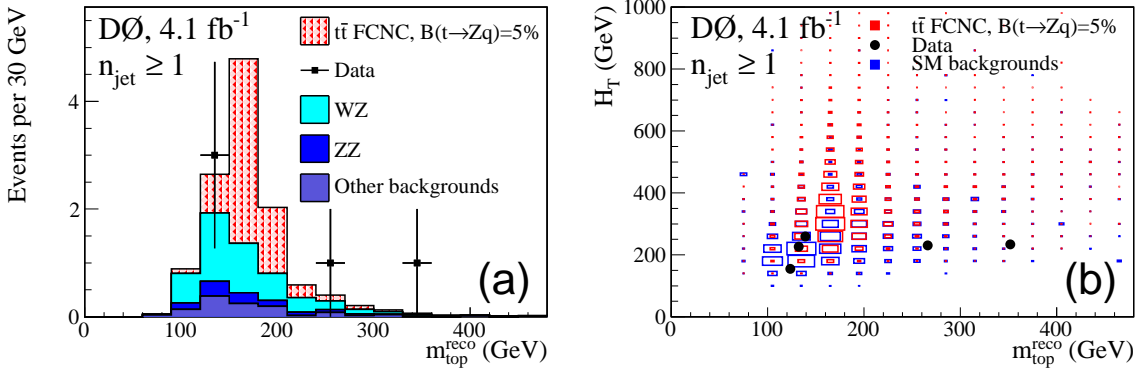 Events per 30 GeV
DØ, 4.1 fb⁻¹
n_jet ≥ 1
tt̄ FCNC, B(t→Zq)=5%
Data
WZ
ZZ
Other backgrounds
(a)
4
2
0
0 100 200 300 400
m_top^reco (GeV)
H_T (GeV)
DØ, 4.1 fb⁻¹
n_jet ≥ 1
tt̄ FCNC, B(t→Zq)=5%
Data
SM backgrounds
(b)
1000
800
600
400
200
0
0 100 200 300 400
m_top^reco (GeV)